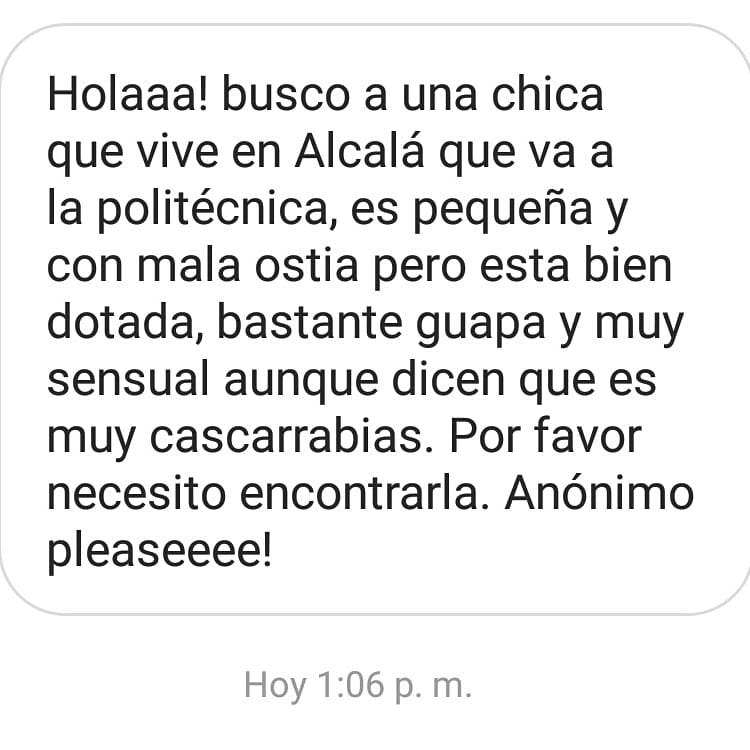 Holaaa! busco a una chica
que vive en Alcalá que va a
la politécnica, es pequeña y
con mala ostia pero esta bien
dotada, bastante guapa y muy
sensual aunque dicen que es
muy cascarrabias. Por favor
necesito encontrarla. Anónimo
pleaseeee!
Hoy 1:06 p. m.